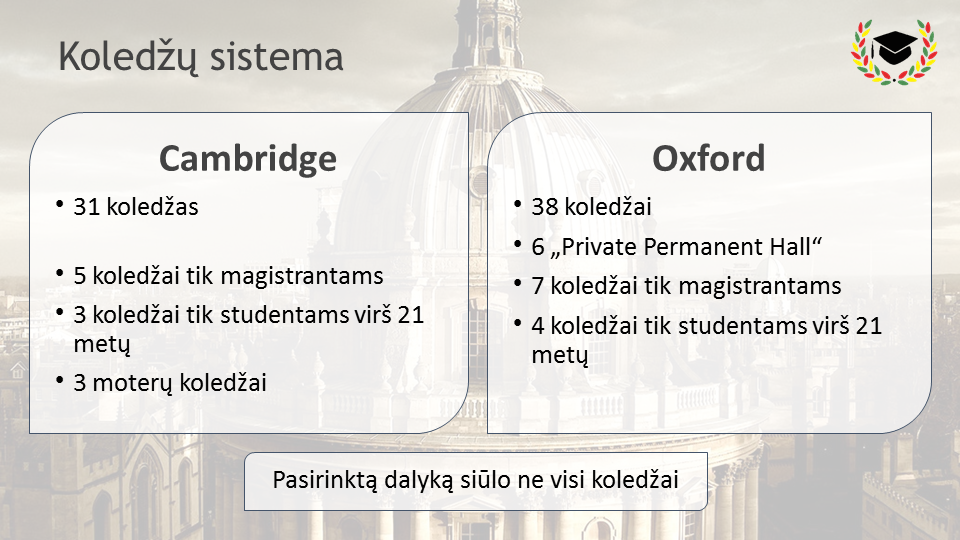 Koledžų sistema
Cambridge
• 31 koledžas
• 5 koledžai tik magistrantams
• 3 koledžai tik studentams virš 21
metų
• 3 moterų koledžai
Oxford
• 38 koledžai
• 6 „Private Permanent Hall“
• 7 koledžai tik magistrantams
• 4 koledžai tik studentams virš 21
metų
Pasirinktą dalyką siūlo ne visi koledžai